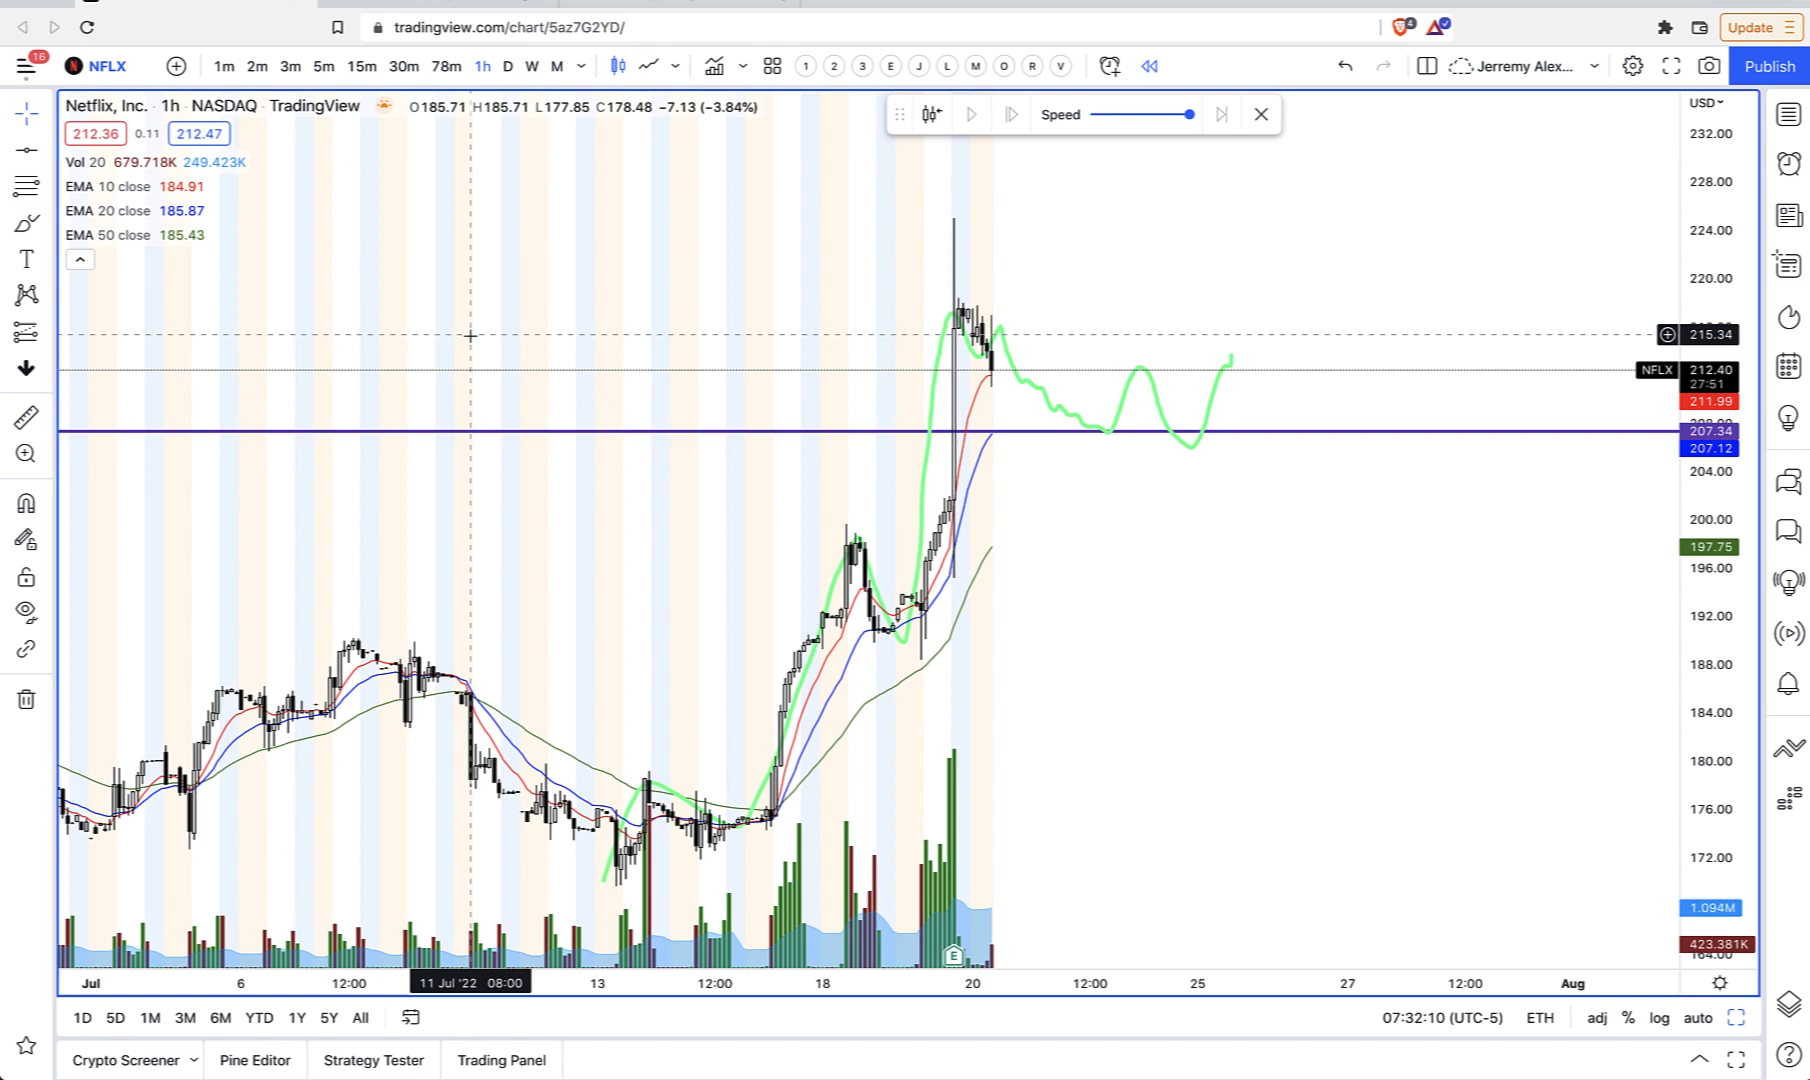 tradingview.com/chart/5az7G2YD/
4
Update
16
NFLX
1m 2m 3m 5m 15m 30m 78m 1h D W M
1 2 3 E J L M O R V
Jerremy Alex...
Publish
Netflix, Inc. · 1h · NASDAQ · TradingView
O185.71 H185.71 L177.85 C178.48 −7.13 (−3.84%)
Speed
USD
212.36 0.11 212.47
Vol 20 679.718K 249.423K
EMA 10 close 184.91
EMA 20 close 185.87
EMA 50 close 185.43
232.00
228.00
224.00
220.00
215.34
NFLX 212.40
27:51
211.99
207.34
207.12
204.00
200.00
197.75
196.00
192.00
188.00
184.00
180.00
176.00
172.00
1.094M
423.381K
164.00
E
Jul 6 12:00 11 Jul '22 08:00 13 12:00 18 20 12:00 25 27 12:00 Aug
1D 5D 1M 3M 6M YTD 1Y 5Y All
07:32:10 (UTC-5) ETH adj % log auto
Crypto Screener Pine Editor Strategy Tester Trading Panel